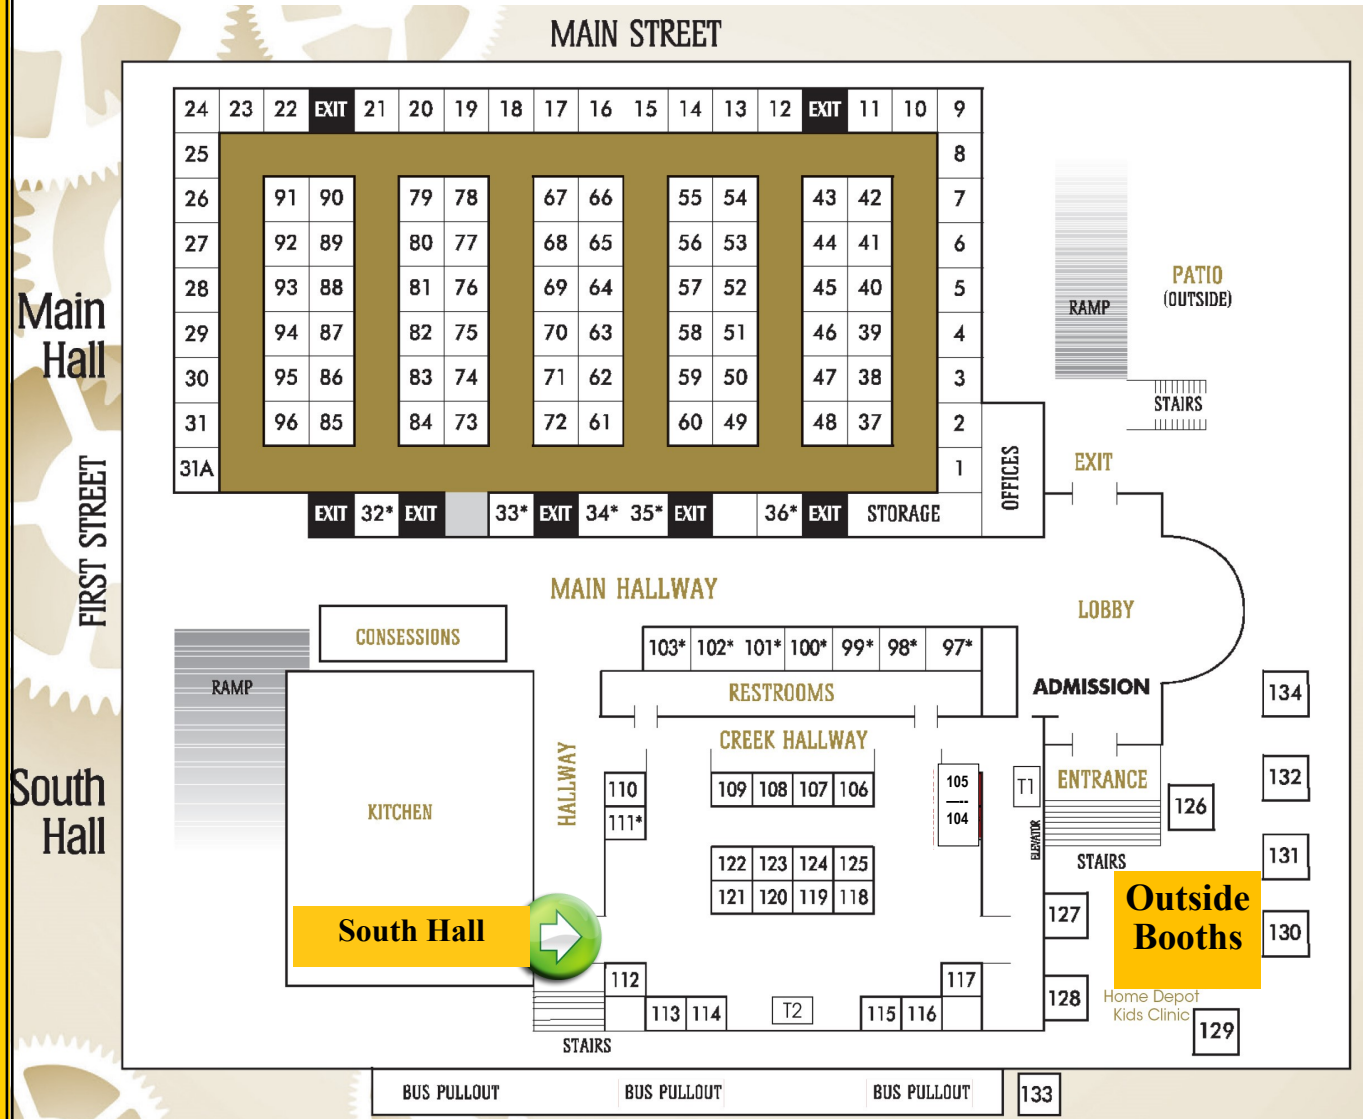 MAIN STREET
24 23 22 EXIT 21 20 19 18 17 16 15 14 13 12 EXIT 11 10 9
25 8
26 91 90 79 78 67 66 55 54 43 42 7
27 92 89 80 77 68 65 56 53 44 41 6
28 93 88 81 76 69 64 57 52 45 40 5
29 94 87 82 75 70 63 58 51 46 39 4
30 95 86 83 74 71 62 59 50 47 38 3
31 96 85 84 73 72 61 60 49 48 37 2
31A 1
EXIT 32* EXIT 33* EXIT 34* 35* EXIT 36* EXIT STORAGE
OFFICES
Main
Hall
FIRST STREET
PATIO
(OUTSIDE)
RAMP
STAIRS
EXIT
MAIN HALLWAY
LOBBY
CONSESSIONS
103* 102* 101* 100* 99* 98* 97*
RAMP
RESTROOMS
ADMISSION
134
CREEK HALLWAY
HALLWAY
South
Hall
KITCHEN
110
111*
109 108 107 106
105
----
104
T1
ELEVATOR
ENTRANCE
126
132
STAIRS
131
122 123 124 125
121 120 119 118
South Hall
127
Outside
Booths
130
112
117
128
Home Depot
Kids Clinic
129
113 114
T2
115 116
STAIRS
BUS PULLOUT BUS PULLOUT BUS PULLOUT
133